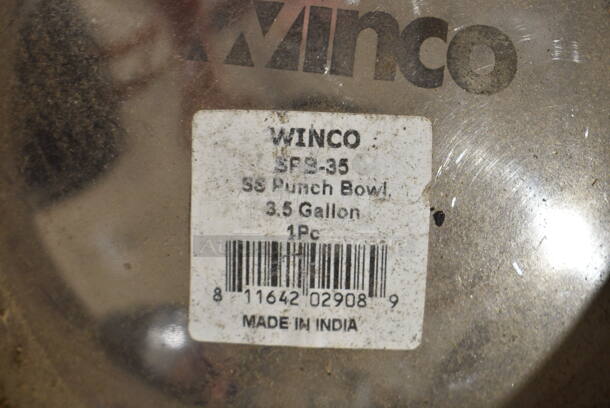 Winco
WINCO
SPB-35
SS Punch Bowl,
3.5 Gallon
1Pc
8 11642 02908 9
MADE IN INDIA